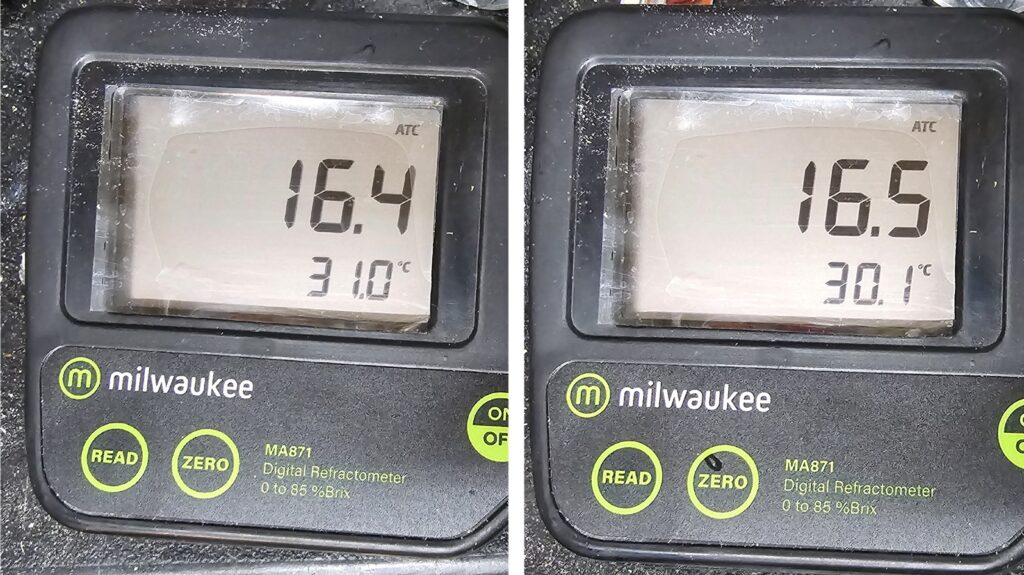 ATC
16.4
31.0 °C
m milwaukee
READ
ZERO
MA871
Digital Refractometer
0 to 85 %Brix
ATC
16.5
30.1 °C
m milwaukee
READ
ZERO
MA871
Digital Refractometer
0 to 85 %Brix